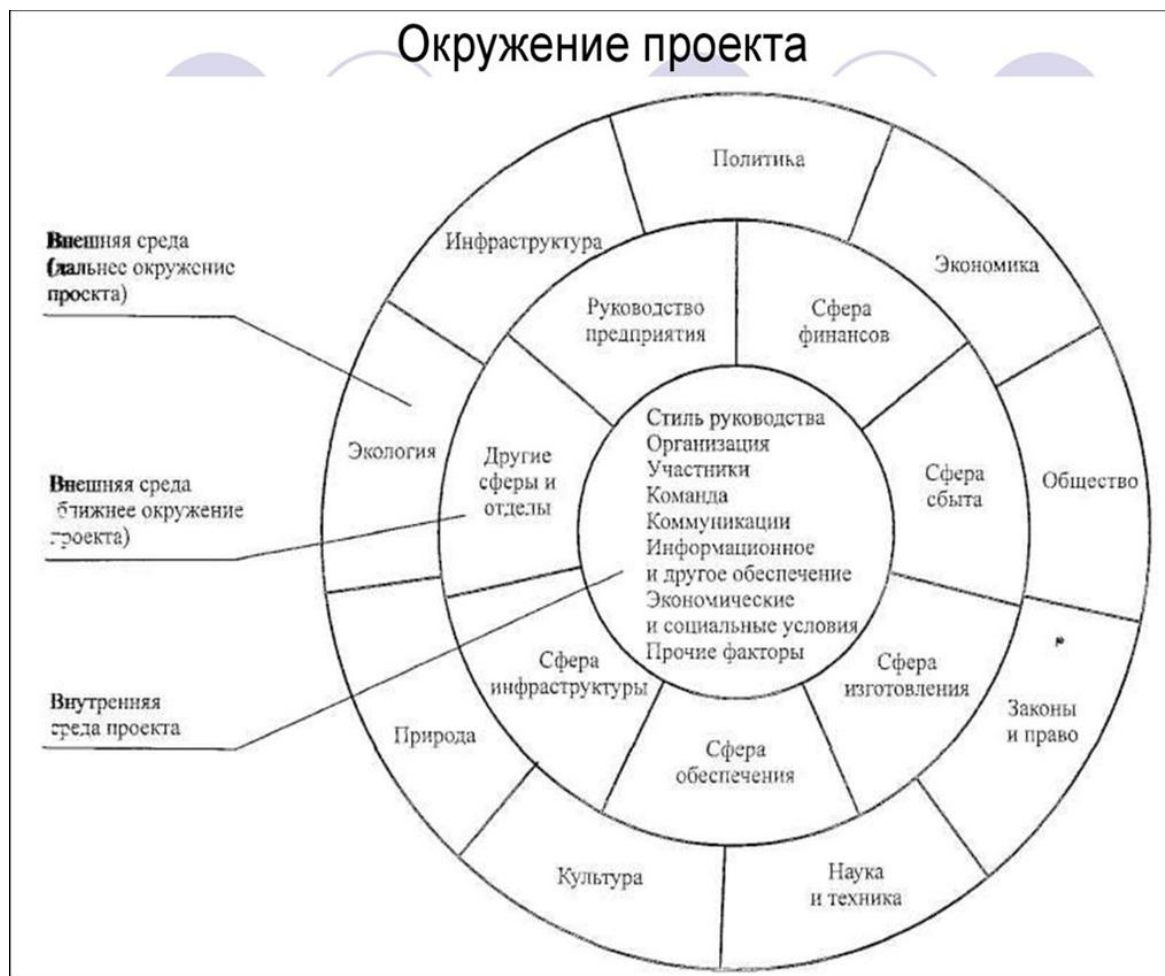 Окружение проекта
Политика
Инфраструктура
Экономика
Внешняя среда
(дальнее окружение
проекта)
Руководство
предприятия
Сфера
финансов
Стиль руководства
Организация
Участники
Команда
Коммуникации
Информационное
и другое обеспечение
Экономические
и социальные условия
Прочие факторы
Экология
Другие
сферы и
отделы
Сфера
сбыта
Общество
Внешняя среда
ближнее окружение
проекта)
Сфера
инфраструктуры
Сфера
изготовления
Внутренняя
среда проекта
Природа
Сфера
обеспечения
Законы
и право
Культура
Наука
и техника